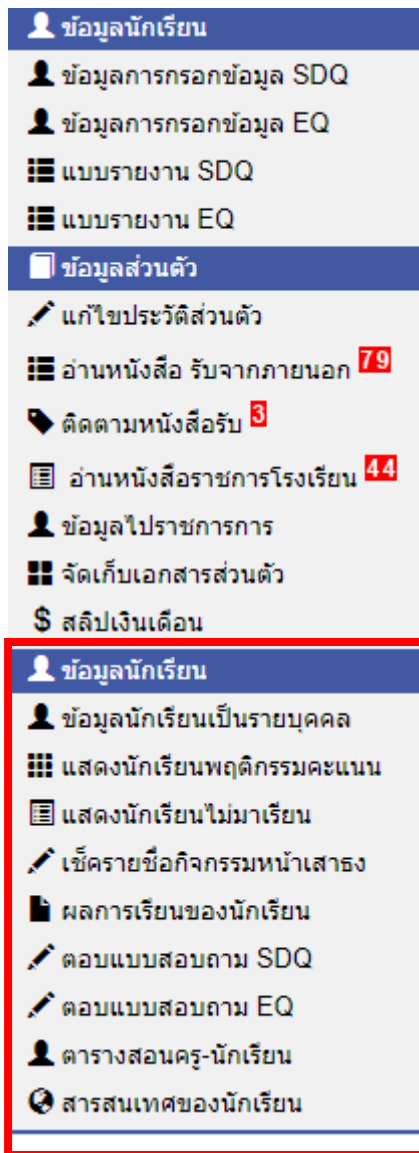 ข้อมูลนักเรียน
ข้อมูลการกรอกข้อมูล SDQ
ข้อมูลการกรอกข้อมูล EQ
แบบรายงาน SDQ
แบบรายงาน EQ
ข้อมูลส่วนตัว
แก้ไขประวัติส่วนตัว
อ่านหนังสือ รับจากภายนอก 79
ติดตามหนังสือรับ 3
อ่านหนังสือราชการโรงเรียน 44
ข้อมูลไปราชการการ
จัดเก็บเอกสารส่วนตัว
$ สลิปเงินเดือน
ข้อมูลนักเรียน
ข้อมูลนักเรียนเป็นรายบุคคล
แสดงนักเรียนพฤติกรรมคะแนน
แสดงนักเรียนไม่มาเรียน
เช็ครายชื่อกิจกรรมหน้าเสาธง
ผลการเรียนของนักเรียน
ตอบแบบสอบถาม SDQ
ตอบแบบสอบถาม EQ
ตารางสอนครู-นักเรียน
สารสนเทศของนักเรียน